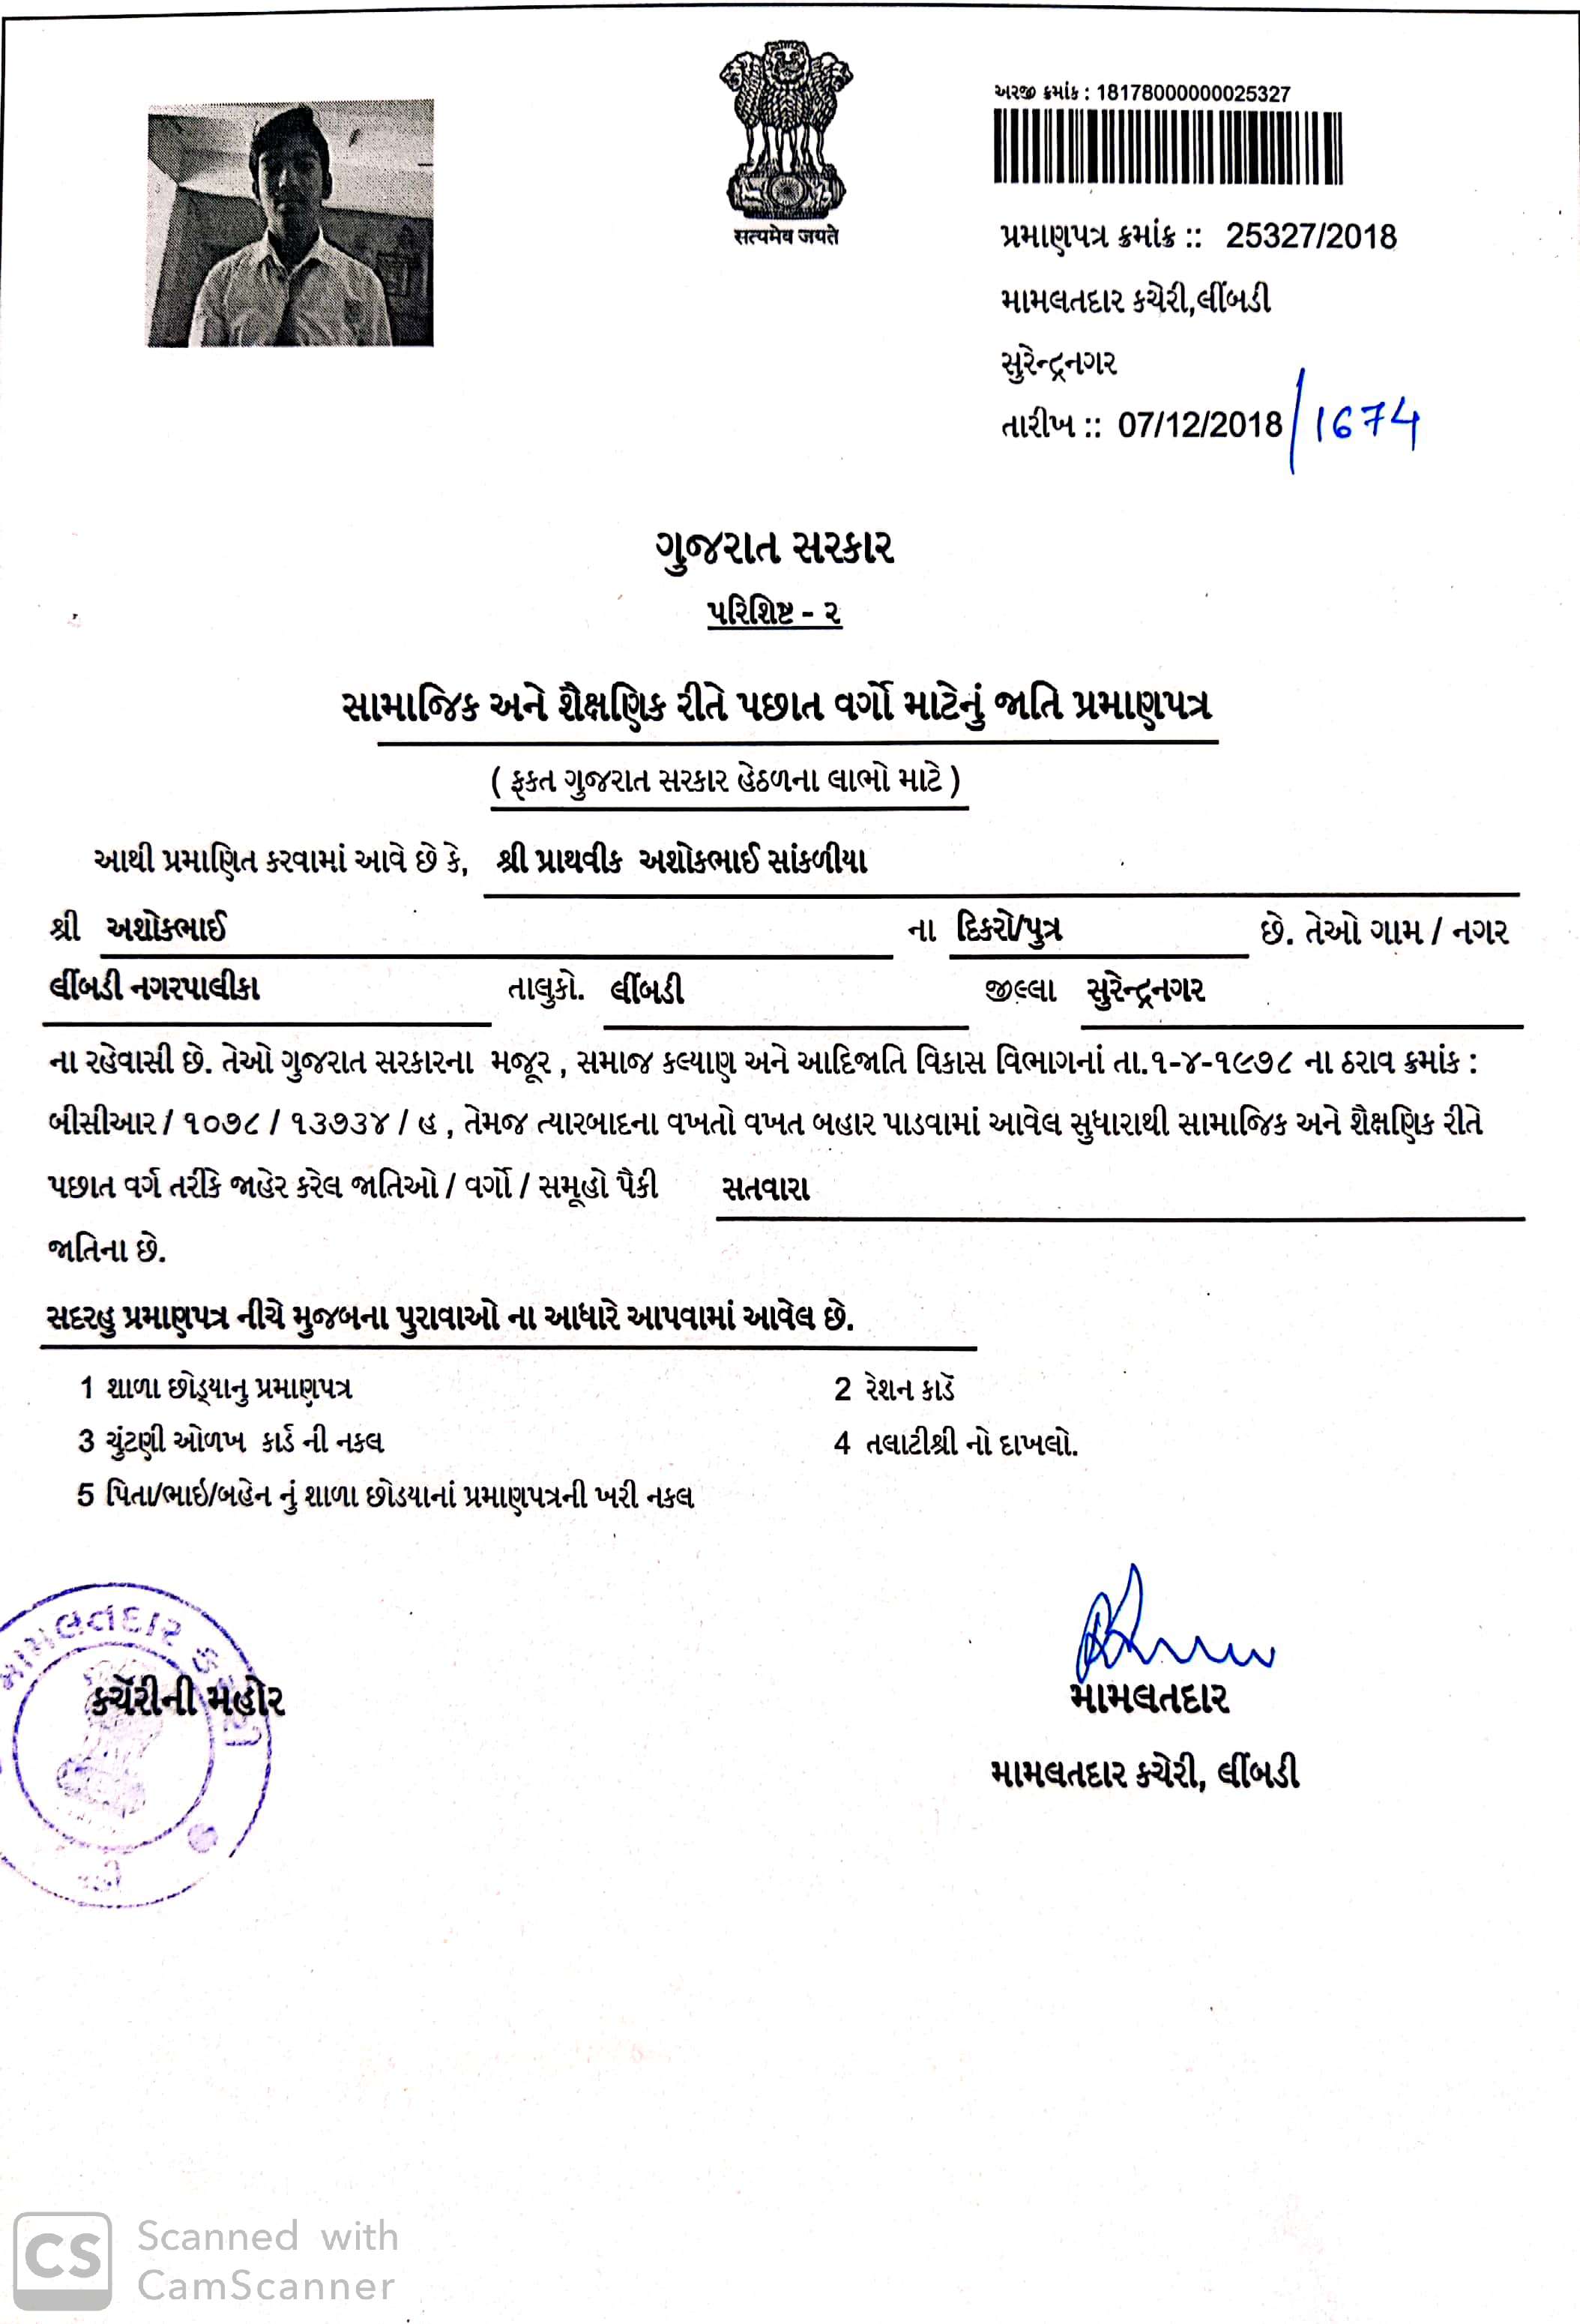 અરજી ક્રમાંક : 18178000000025327
सत्यमेव जयते
પ્રમાણપત્ર ક્રમાંક :: 25327/2018
મામલતદાર કચેરી,લીંબડી
સુરેન્દ્રનગર
તારીખ :: 07/12/2018 / 1674
ગુજરાત સરકાર
પરિશિષ્ટ - ૨
સામાજિક અને શૈક્ષણિક રીતે પછાત વર્ગો માટેનું જાતિ પ્રમાણપત્ર
( ફકત ગુજરાત સરકાર હેઠળના લાભો માટે )
આથી પ્રમાણિત કરવામાં આવે છે કે, શ્રી પ્રાથવીક અશોકભાઈ સાંકળીયા
શ્રી અશોકભાઈ ના દિકરો/પુત્ર છે. તેઓ ગામ / નગર
લીંબડી નગરપાલીકા તાલુકો. લીંબડી જીલ્લા સુરેન્દ્રનગર
ના રહેવાસી છે. તેઓ ગુજરાત સરકારના મજૂર , સમાજ કલ્યાણ અને આદિજાતિ વિકાસ વિભાગનાં તા.૧-૪-૧૯૭૮ ના ઠરાવ ક્રમાંક :
બીસીઆર / ૧૦૭૮ / ૧૩૭૩૪ / હ , તેમજ ત્યારબાદના વખતો વખત બહાર પાડવામાં આવેલ સુધારાથી સામાજિક અને શૈક્ષણિક રીતે
પછાત વર્ગ તરીકે જાહેર કરેલ જાતિઓ / વર્ગો / સમૂહો પૈકી સતવારા
જાતિના છે.
સદરહુ પ્રમાણપત્ર નીચે મુજબના પુરાવાઓ ના આધારે આપવામાં આવેલ છે.
1 શાળા છોડ્યાનુ પ્રમાણપત્ર 2 રેશન કાર્ડ
3 ચુંટણી ઓળખ કાર્ડ ની નકલ 4 તલાટીશ્રી નો દાખલો.
5 પિતા/ભાઇ/બહેન નું શાળા છોડયાનાં પ્રમાણપત્રની ખરી નકલ
મામલતદાર કચેરી
કચેરીની મહોર
મામલતદાર
મામલતદાર કચેરી, લીંબડી
CS Scanned with
CamScanner